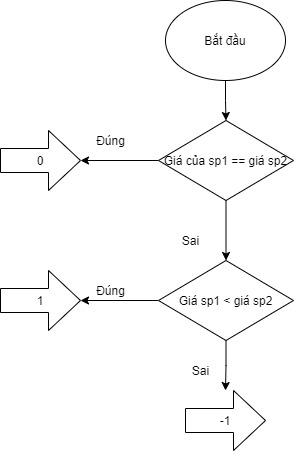 Bắt đầu
Đúng
0
Giá của sp1 == giá sp2
Sai
Đúng
1
Giá sp1 < giá sp2
Sai
-1